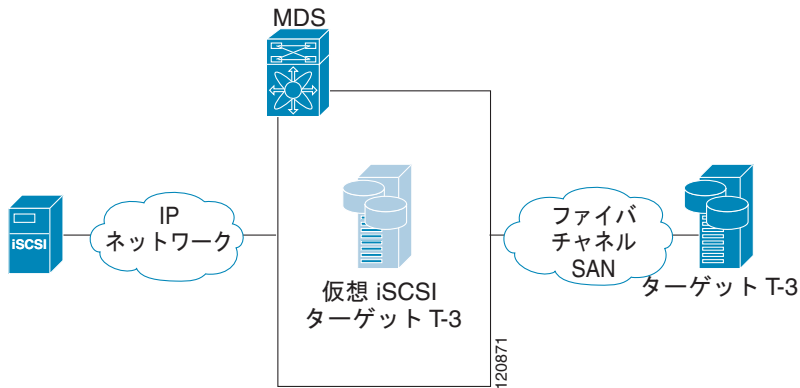 MDS
iSCSI
IP
ネットワーク
仮想 iSCSI
ターゲット T-3
ファイバ
チャネル
SAN
ターゲット T-3
120871